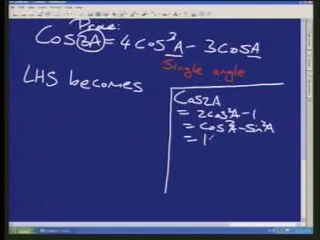 Prove:
Cos3A = 4cos³A - 3cosA
Single angle
LHS becomes
Cos2A
= 2cos²A - 1
= cos²A - sin²A
= 1